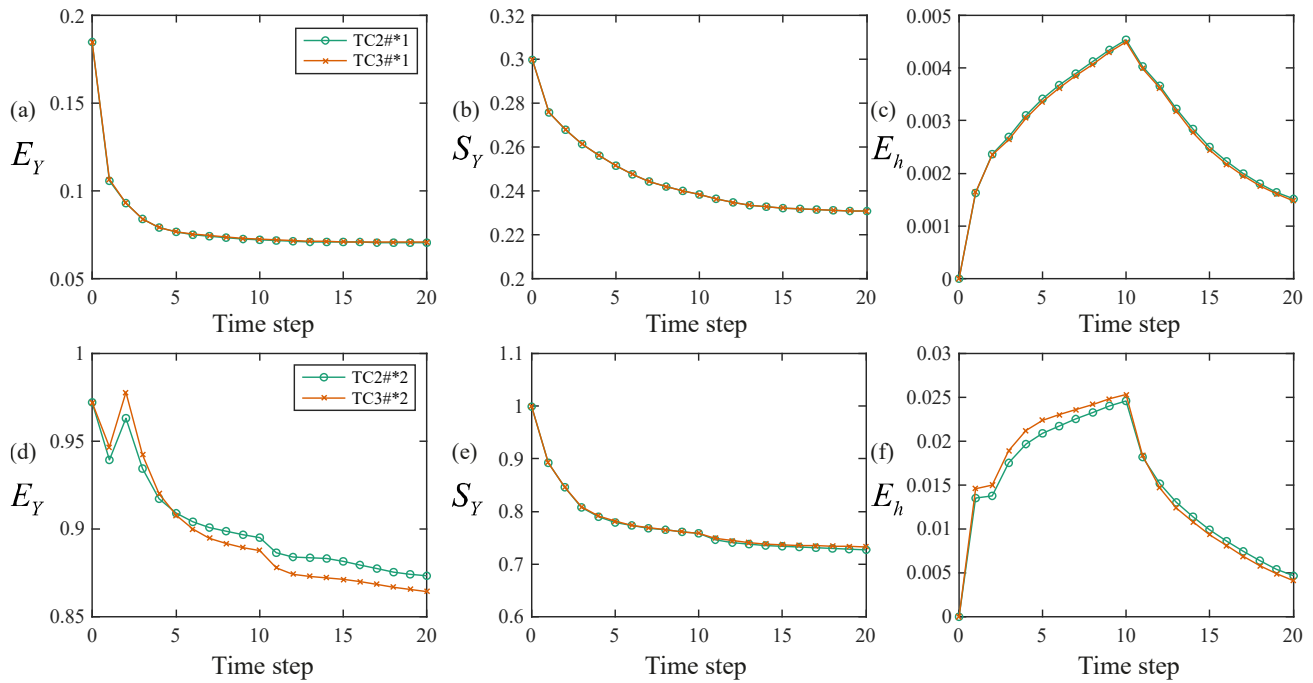 0.2
0.15
0.1
0.05
(a)
E_Y
TC2#*1
TC3#*1
0 5 10 15 20
Time step
0.32
0.3
0.28
0.26
0.24
0.22
0.2
(b)
S_Y
0 5 10 15 20
Time step
0.005
0.004
0.003
0.002
0.001
0
(c)
E_h
0 5 10 15 20
Time step
1
0.95
0.9
0.85
(d)
E_Y
TC2#*2
TC3#*2
0 5 10 15 20
Time step
1.1
1
0.9
0.8
0.7
0.6
(e)
S_Y
0 5 10 15 20
Time step
0.03
0.025
0.02
0.015
0.01
0.005
0
(f)
E_h
0 5 10 15 20
Time step